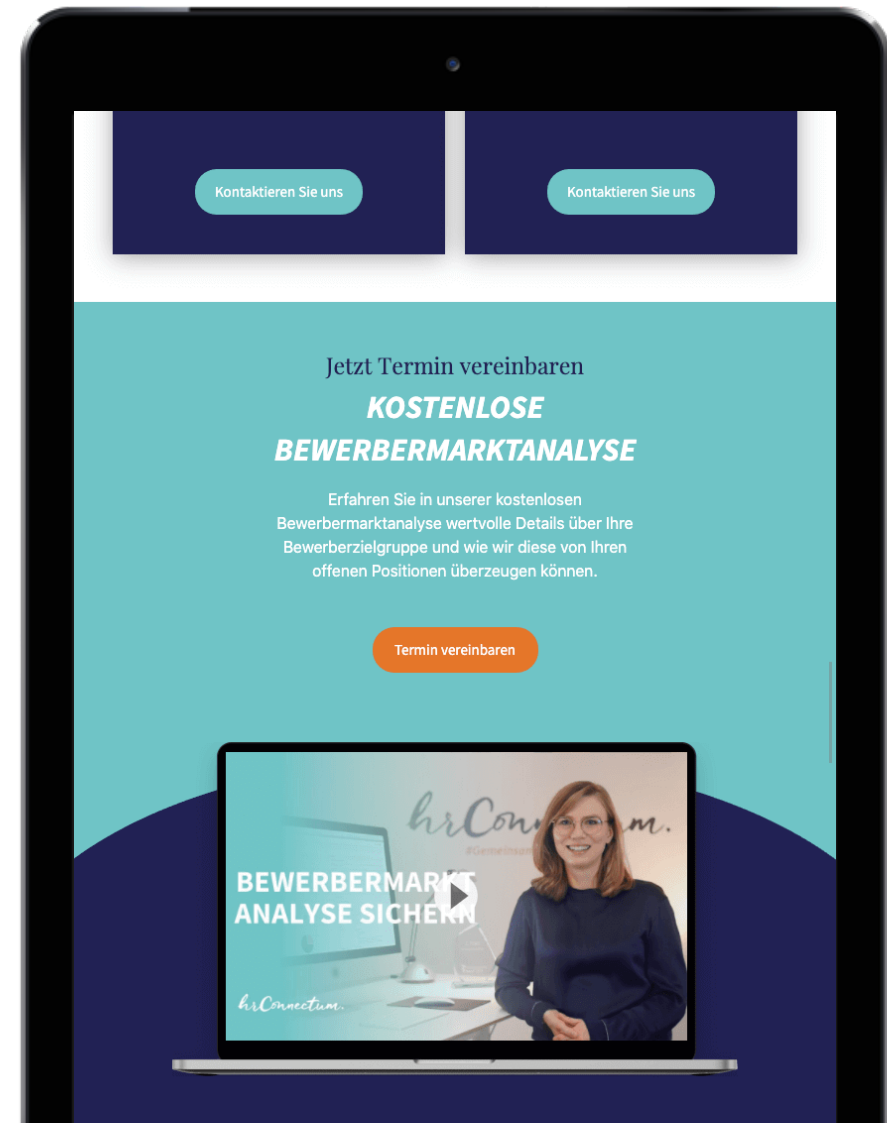 Kontaktieren Sie uns
Kontaktieren Sie uns
Jetzt Termin vereinbaren
KOSTENLOSE
BEWERBERMARKTANALYSE
Erfahren Sie in unserer kostenlosen
Bewerbermarktanalyse wertvolle Details über Ihre
Bewerberzielgruppe und wie wir diese von Ihren
offenen Positionen überzeugen können.
Termin vereinbaren
BEWERBERMARKT
ANALYSE SICHERN
hrConnectum.